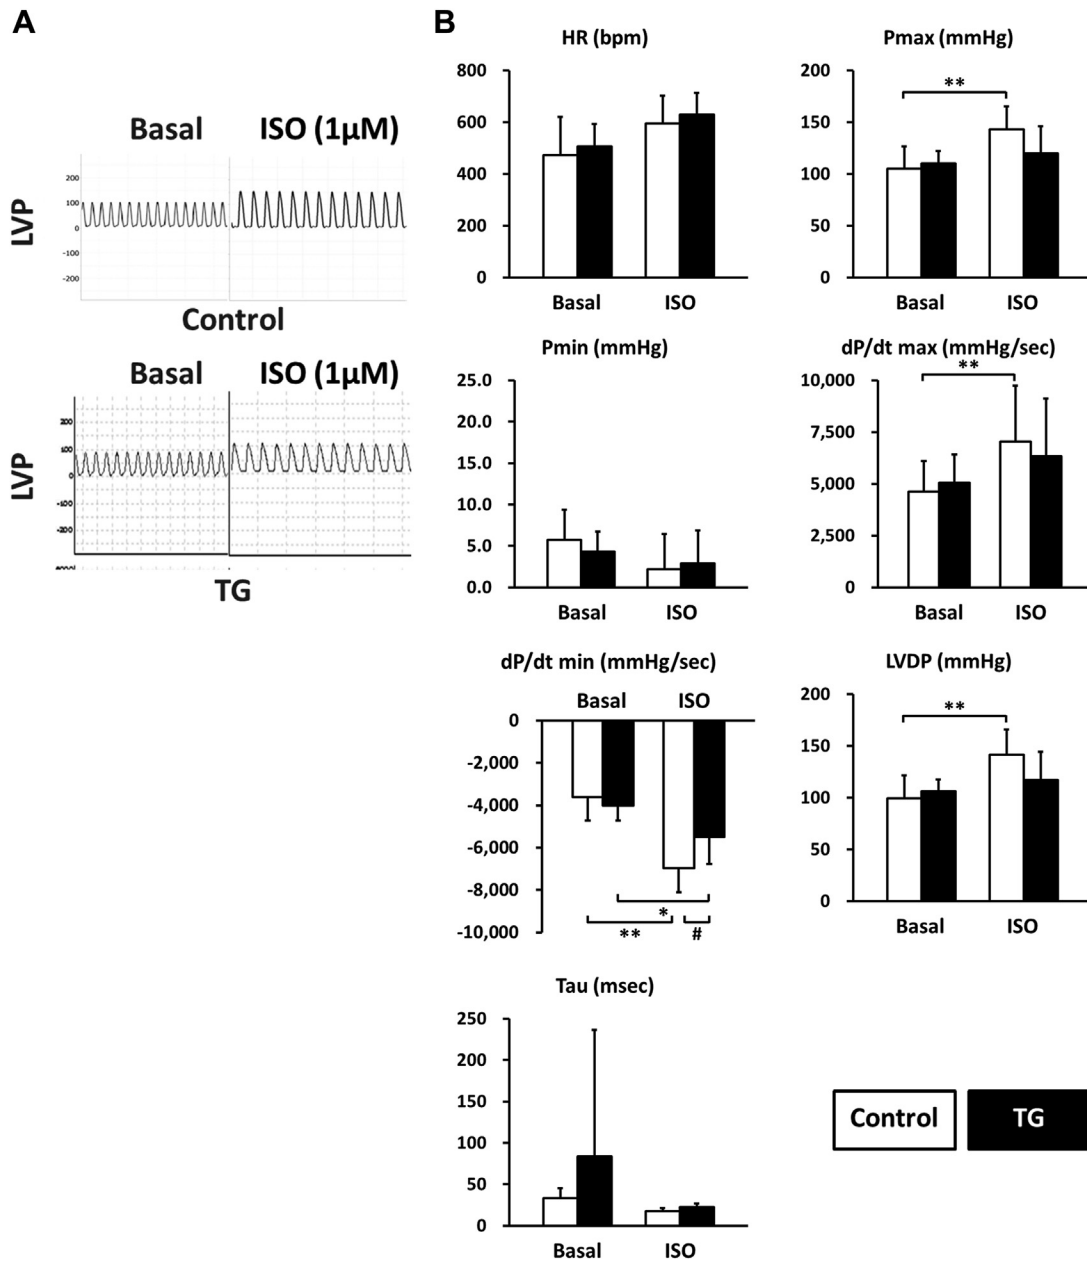 A
Basal ISO (1µM)
LVP
200
100
0
-100
-200
Control
Basal ISO (1µM)
LVP
200
100
0
-100
-200
TG
B
HR (bpm)
800
600
400
200
0
Basal ISO
Pmax (mmHg)
**
200
150
100
50
0
Basal ISO
Pmin (mmHg)
25.0
20.0
15.0
10.0
5.0
0.0
Basal ISO
dP/dt max (mmHg/sec)
**
10,000
7,500
5,000
2,500
0
Basal ISO
dP/dt min (mmHg/sec)
Basal ISO
0
-2,000
-4,000
-6,000
-8,000
-10,000
*
** #
LVDP (mmHg)
**
200
150
100
50
0
Basal ISO
Tau (msec)
250
200
150
100
50
0
Basal ISO
Control TG